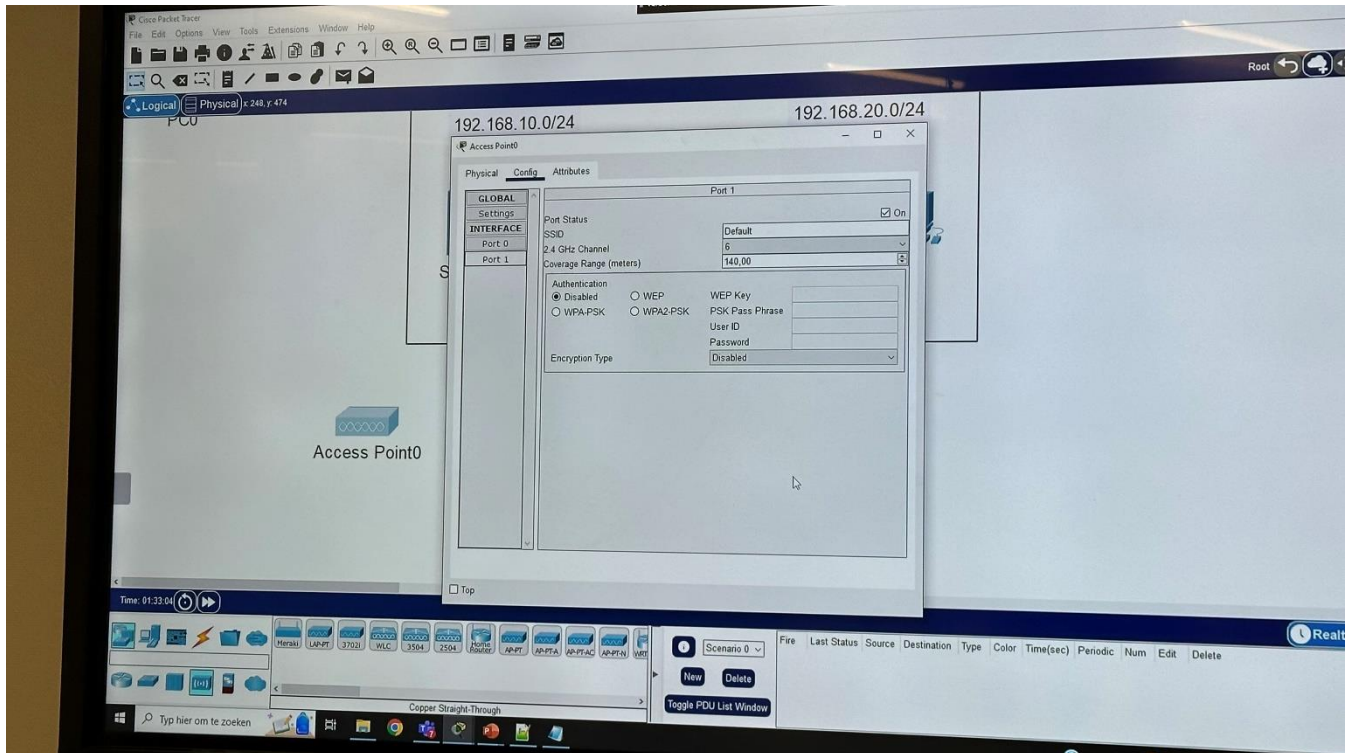 Cisco Packet Tracer
File Edit Options View Tools Extensions Window Help
Root
Logical Physical x: 248, y: 474
PC0
192.168.10.0/24
192.168.20.0/24
Access Point0
Physical Config Attributes
GLOBAL
Settings
INTERFACE
Port 0
Port 1
Port 1
Port Status On
SSID Default
2.4 GHz Channel 6
Coverage Range (meters) 140,00
Authentication
Disabled WEP WEP Key
WPA-PSK WPA2-PSK PSK Pass Phrase
User ID
Password
Encryption Type Disabled
S
Access Point0
Top
Time: 01:33:04
Realt
Meraki LAP-PT 3702i WLC 3504 2504 Home Router AP-PT AP-PT-A AP-PT-AC AP-PT-N WRT
Scenario 0
Fire Last Status Source Destination Type Color Time(sec) Periodic Num Edit Delete
New Delete
Toggle PDU List Window
Copper Straight-Through
Typ hier om te zoeken